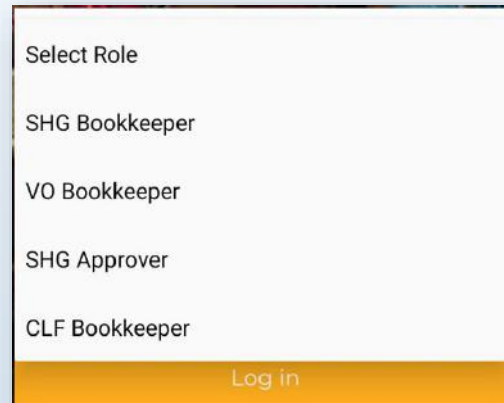 Select Role
SHG Bookkeeper
VO Bookkeeper
SHG Approver
CLF Bookkeeper
Log in